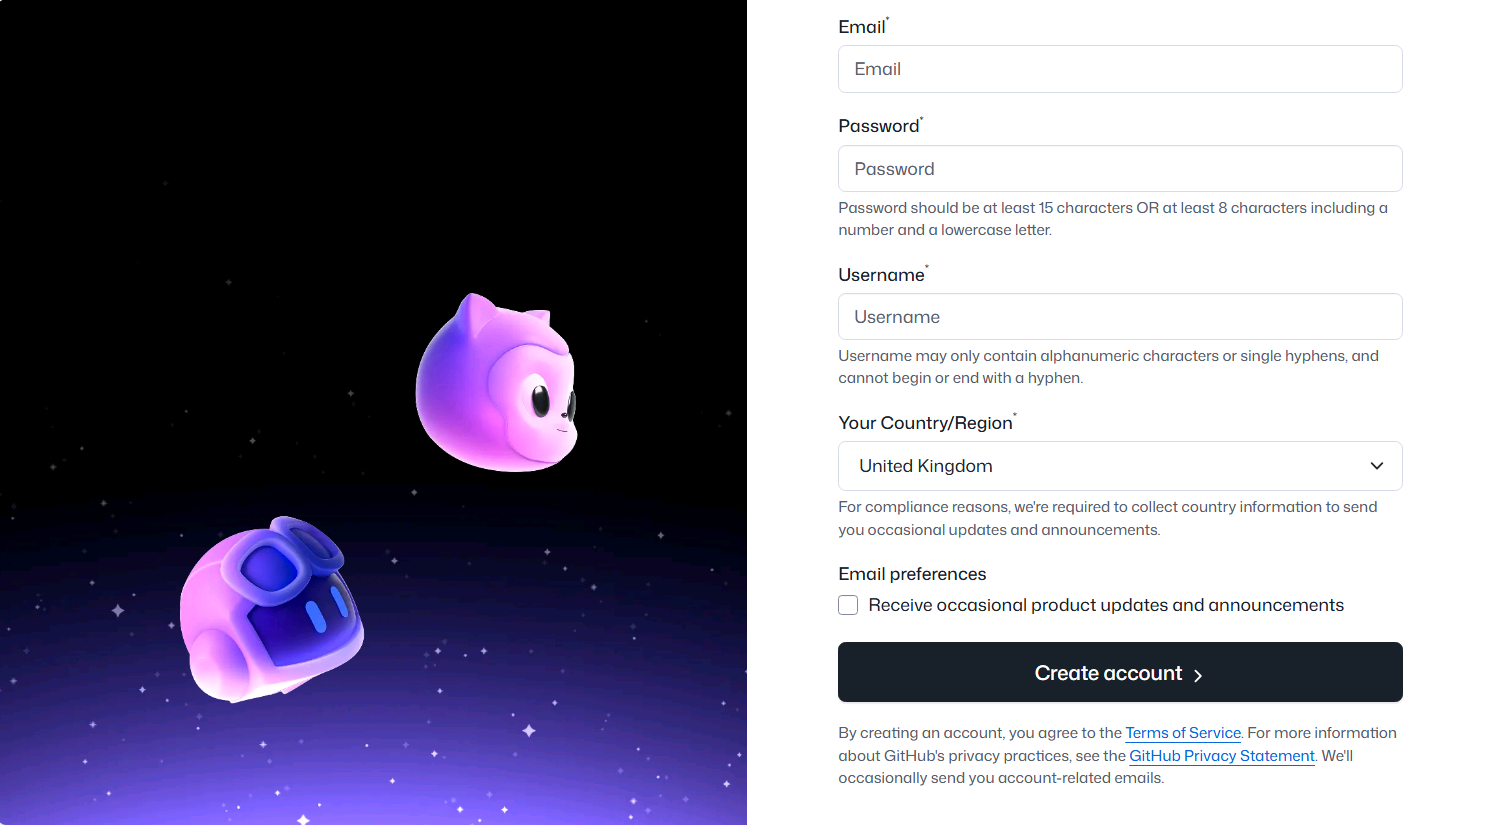 Email*
Email
Password*
Password
Password should be at least 15 characters OR at least 8 characters including a
number and a lowercase letter.
Username*
Username
Username may only contain alphanumeric characters or single hyphens, and
cannot begin or end with a hyphen.
Your Country/Region*
United Kingdom
For compliance reasons, we're required to collect country information to send
you occasional updates and announcements.
Email preferences
Receive occasional product updates and announcements
Create account
By creating an account, you agree to the Terms of Service. For more information
about GitHub's privacy practices, see the GitHub Privacy Statement. We'll
occasionally send you account-related emails.